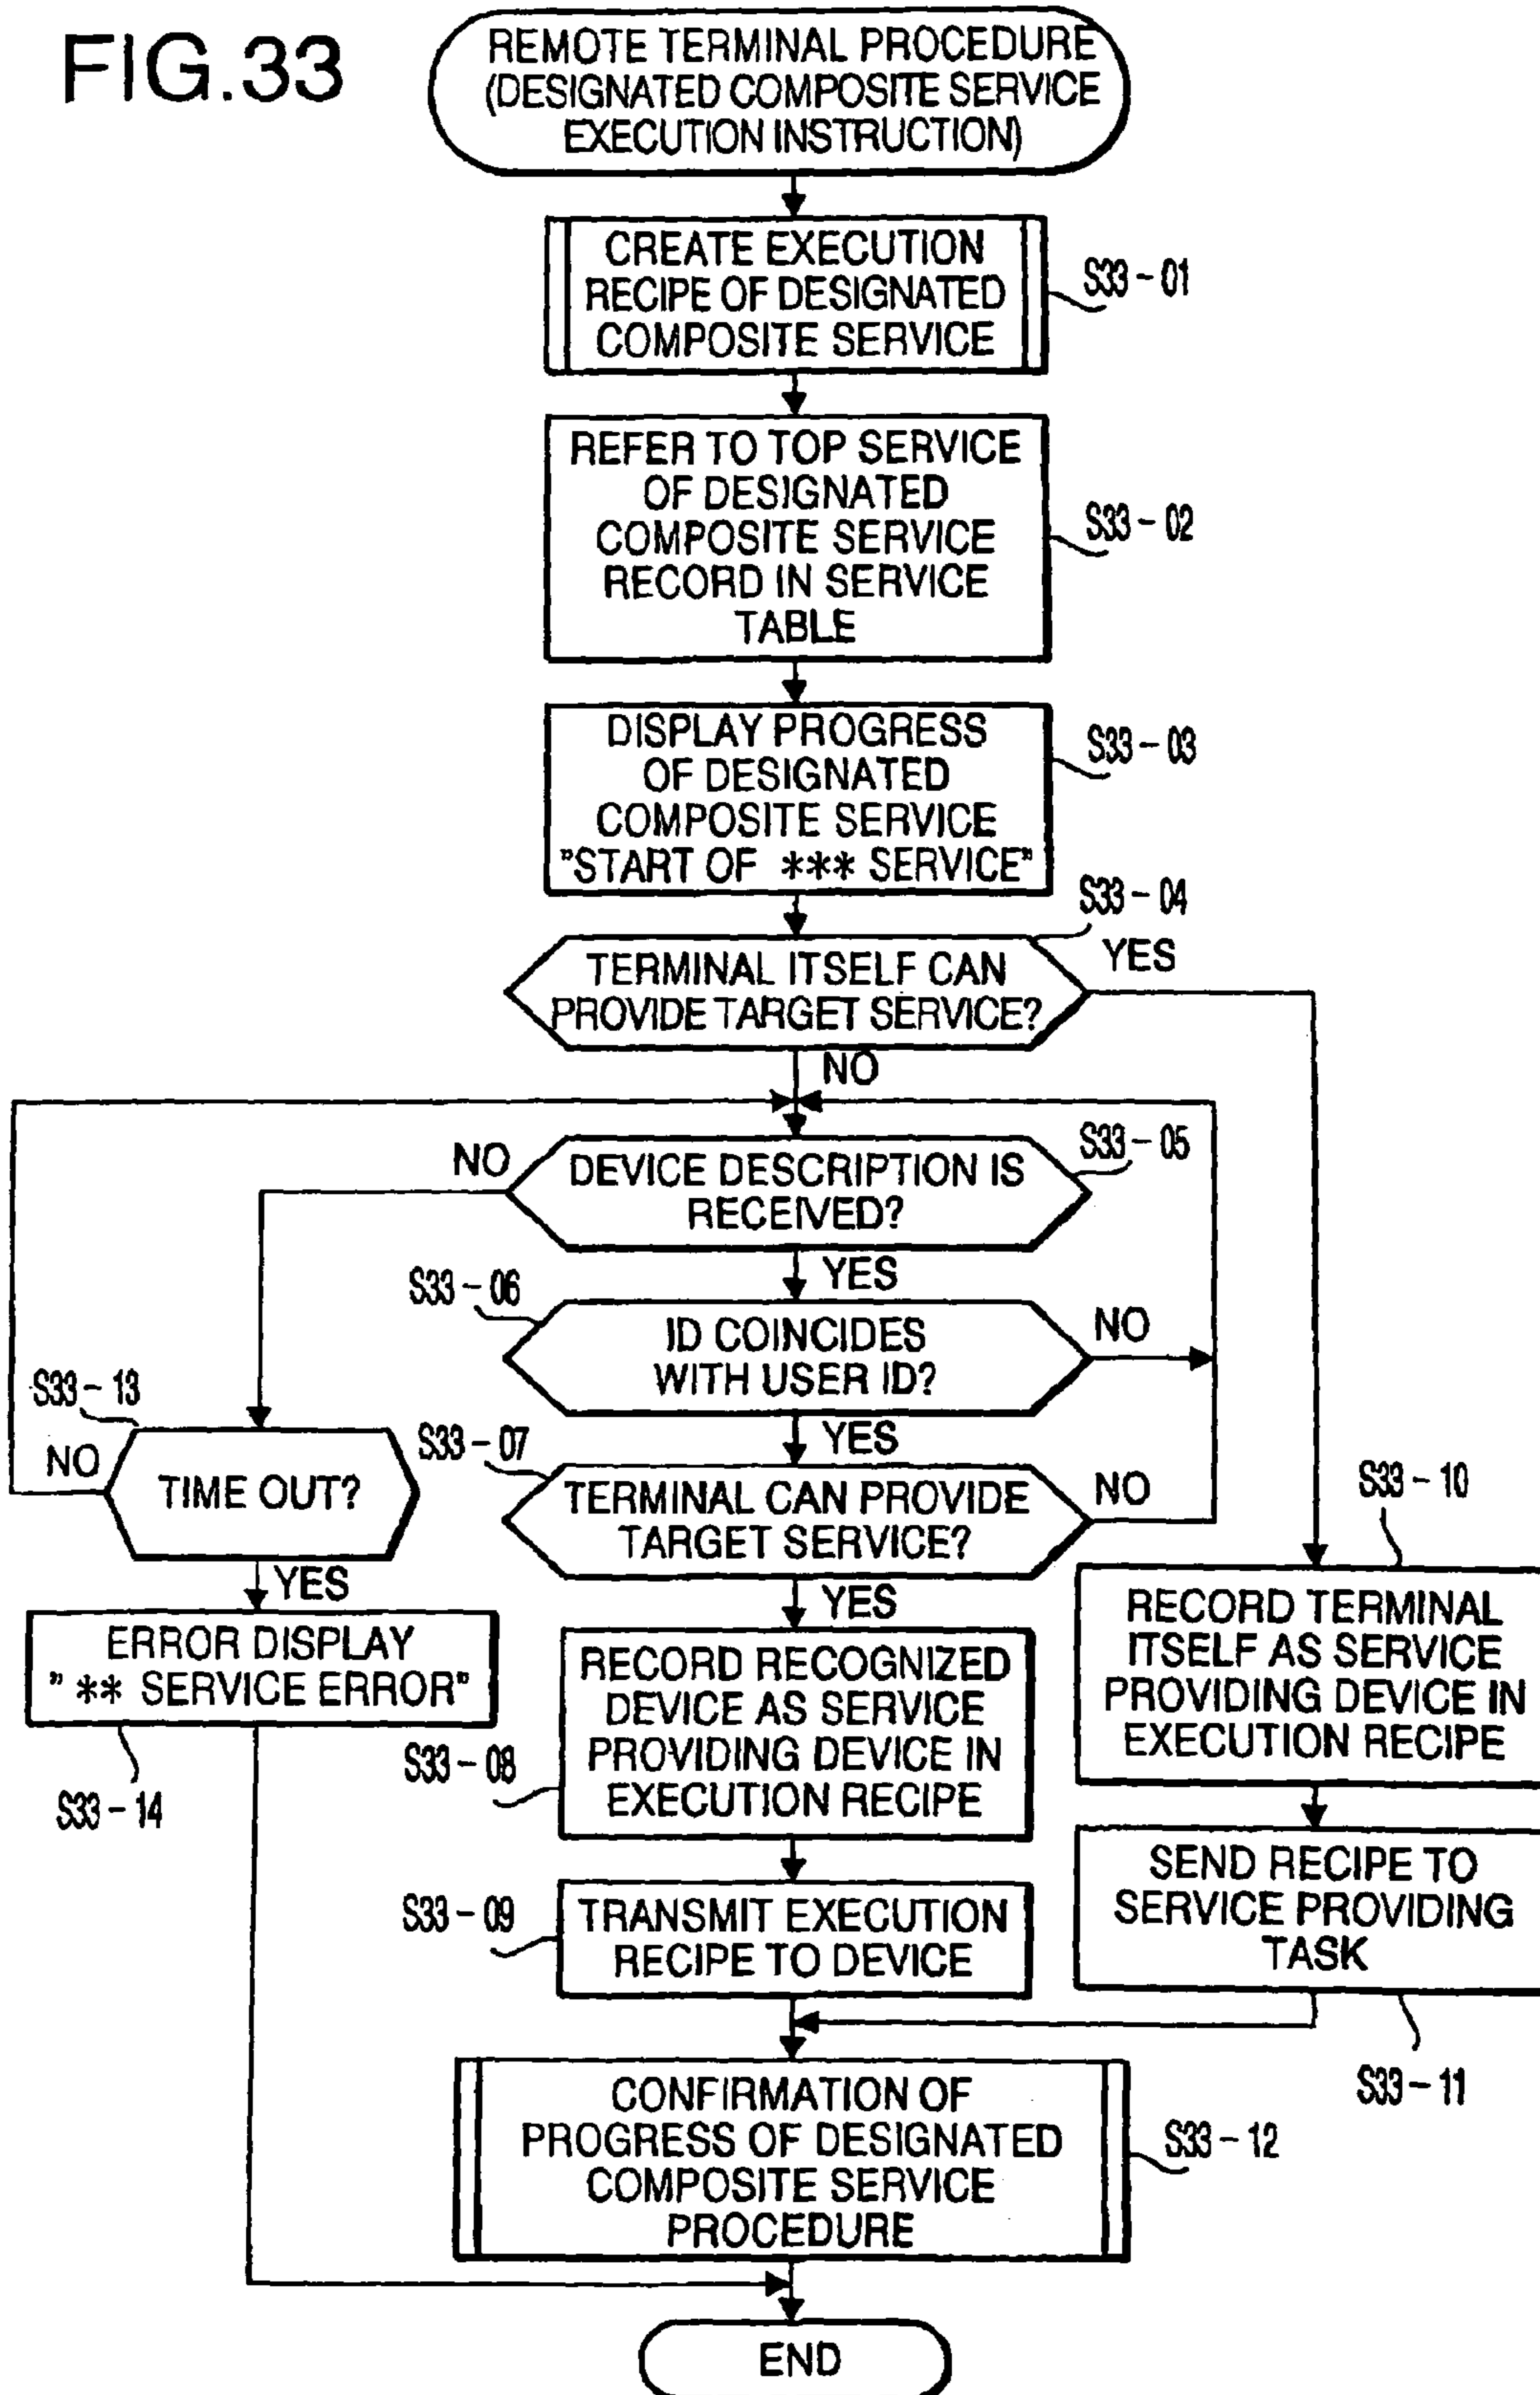 FIG.33
REMOTE TERMINAL PROCEDURE
(DESIGNATED COMPOSITE SERVICE
EXECUTION INSTRUCTION)
CREATE EXECUTION
RECIPE OF DESIGNATED
COMPOSITE SERVICE
S33-01
REFER TO TOP SERVICE
OF DESIGNATED
COMPOSITE SERVICE
RECORD IN SERVICE
TABLE
S33-02
DISPLAY PROGRESS
OF DESIGNATED
COMPOSITE SERVICE
"START OF *** SERVICE"
S33-03
S33-04
TERMINAL ITSELF CAN
PROVIDE TARGET SERVICE?
YES
NO
S33-05
NO
DEVICE DESCRIPTION IS
RECEIVED?
YES
S33-06
ID COINCIDES
WITH USER ID?
NO
YES
S33-13
NO
TIME OUT?
YES
S33-07
TERMINAL CAN PROVIDE
TARGET SERVICE?
NO
YES
S33-10
RECORD TERMINAL
ITSELF AS SERVICE
PROVIDING DEVICE IN
EXECUTION RECIPE
ERROR DISPLAY
" ** SERVICE ERROR"
S33-14
RECORD RECOGNIZED
DEVICE AS SERVICE
PROVIDING DEVICE IN
EXECUTION RECIPE
S33-08
SEND RECIPE TO
SERVICE PROVIDING
TASK
S33-11
S33-09
TRANSMIT EXECUTION
RECIPE TO DEVICE
CONFIRMATION OF
PROGRESS OF DESIGNATED
COMPOSITE SERVICE
PROCEDURE
S33-12
END